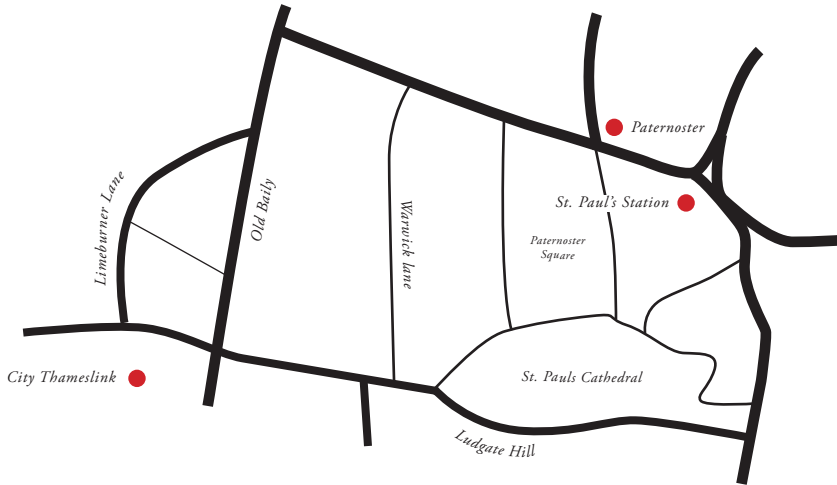 Paternoster
Limeburner Lane
Old Baily
Warwick lane
St. Paul's Station
Paternoster
Square
City Thameslink
St. Pauls Cathedral
Ludgate Hill